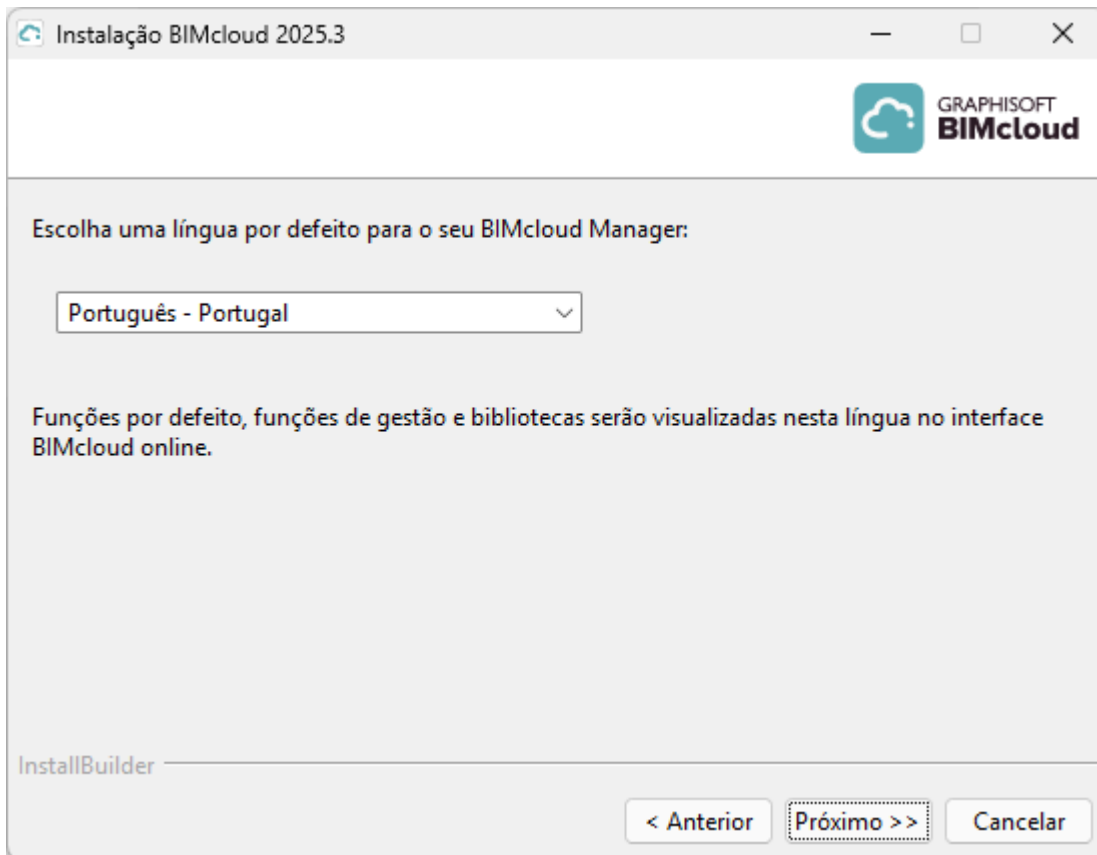 Instalação BIMcloud 2025.3
GRAPHISOFT
BIMcloud
Escolha uma língua por defeito para o seu BIMcloud Manager:
Português - Portugal
Funções por defeito, funções de gestão e bibliotecas serão visualizadas nesta língua no interface
BIMcloud online.
InstallBuilder
< Anterior
Próximo >>
Cancelar